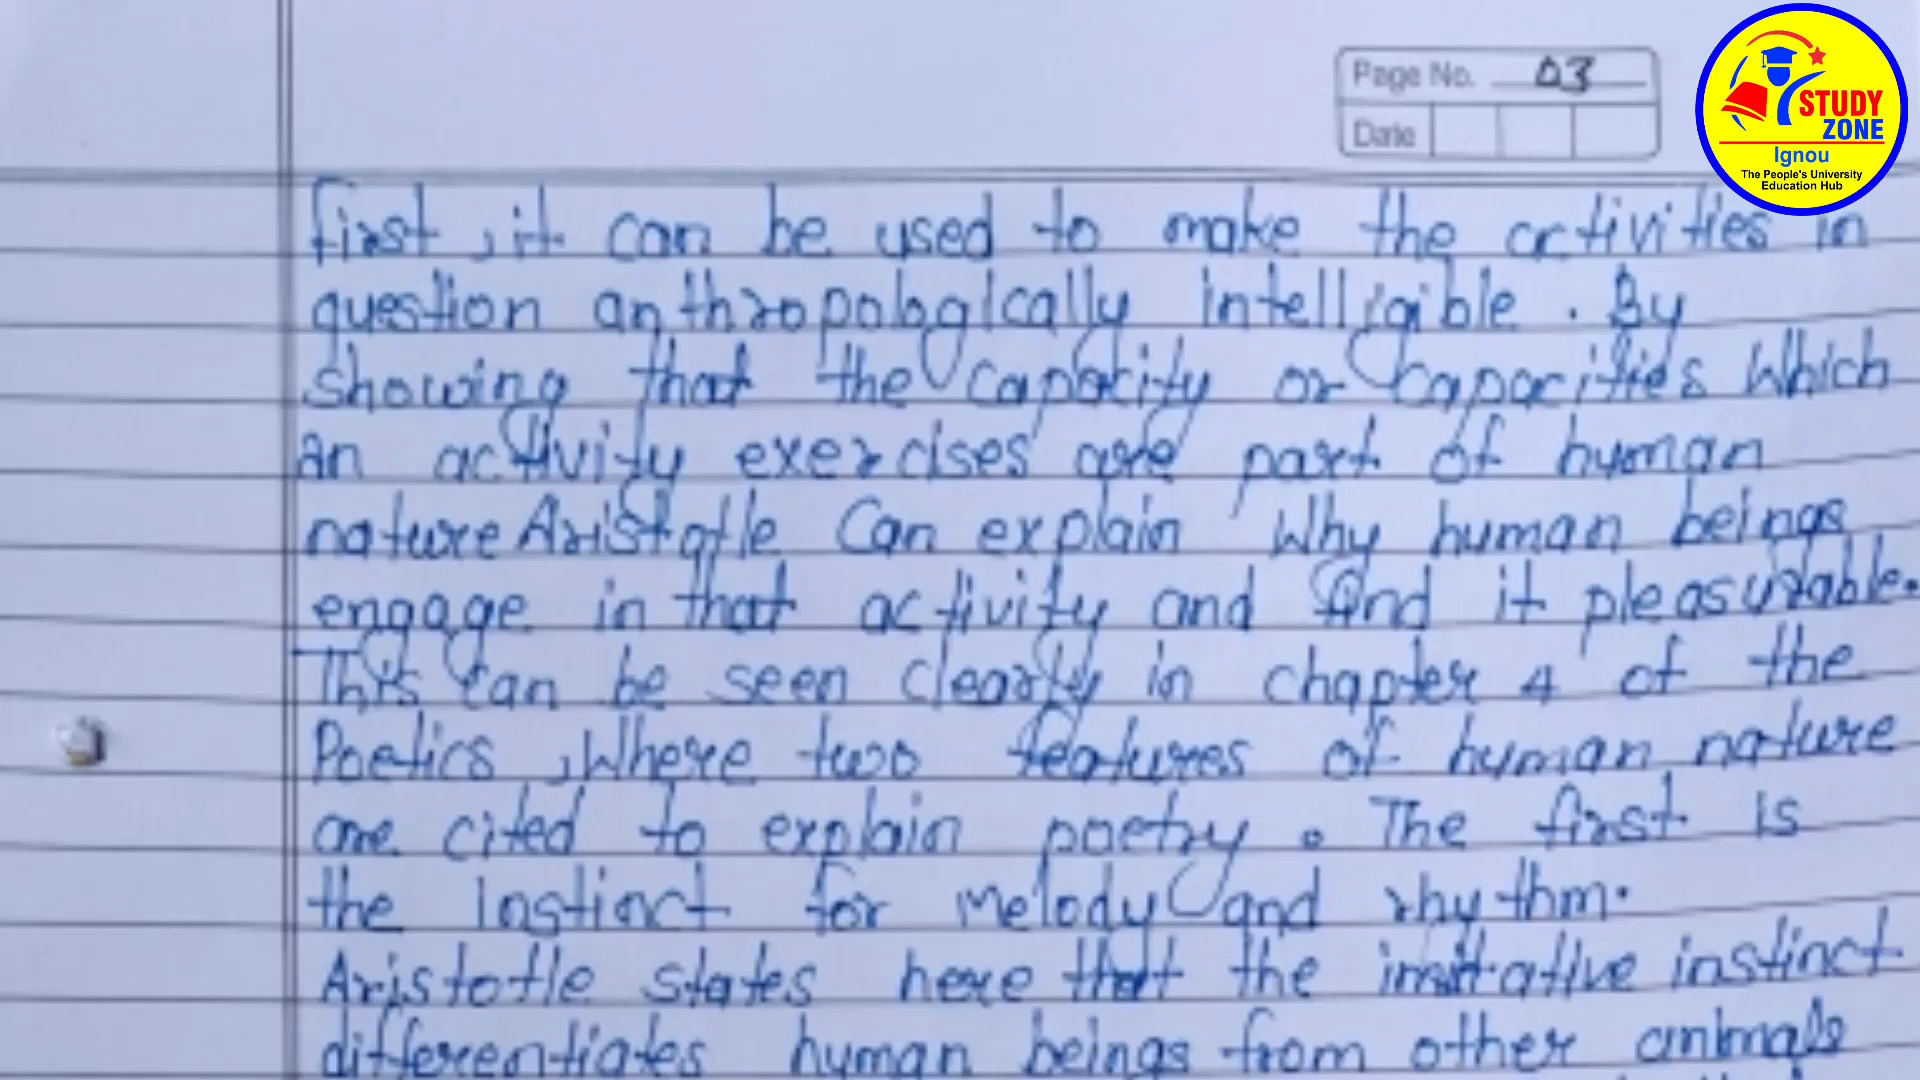 Page No. 03
Date
STUDY
ZONE
Ignou
The People's University
Education Hub
first, it can be used to make the activities in
question anthropologically intelligible. By
showing that the capacity or capacities which
an activity exercises are part of human
nature Aristotle Can explain Why human beings
engage in that activity and find it pleasurable.
This can be seen clearly in chapter 4 of the
Poetics, Where two features of human nature
are cited to explain poetry. The first is
the instinct for Melody and rhythm.
Aristotle states here that the imitative instinct
differentiates human beings from other animals